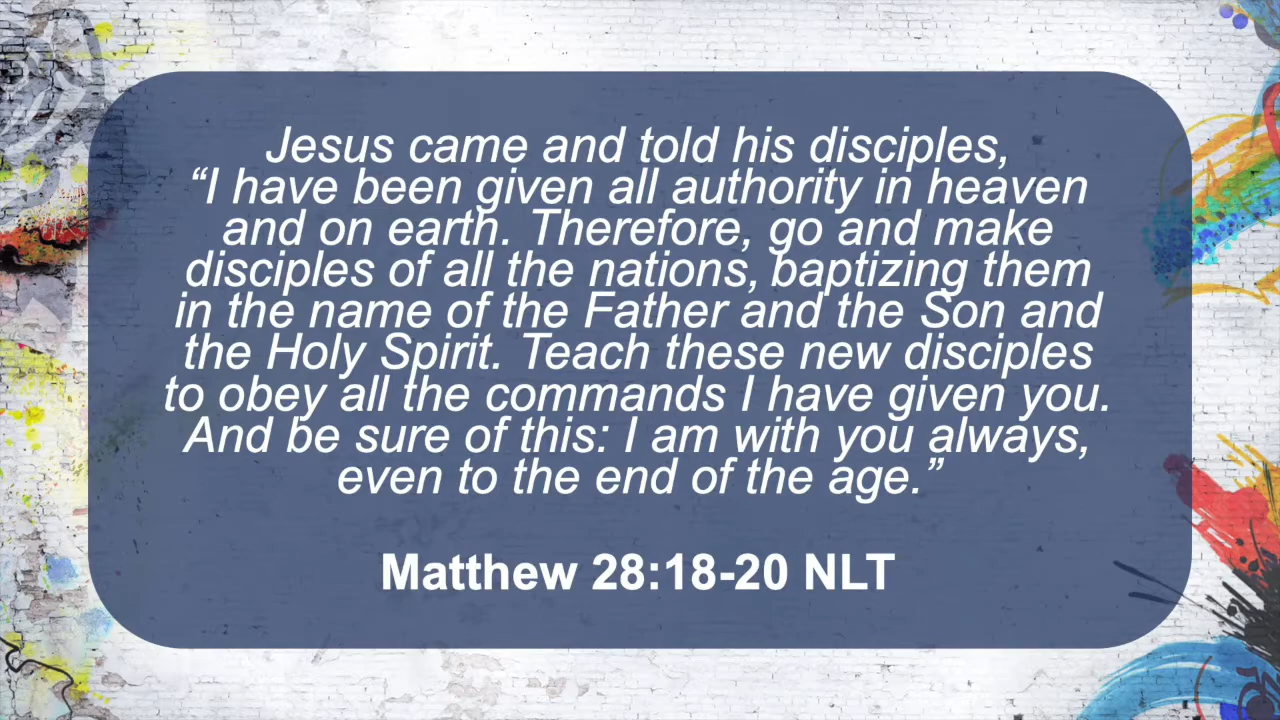 Jesus came and told his disciples,
“I have been given all authority in heaven
and on earth. Therefore, go and make
disciples of all the nations, baptizing them
in the name of the Father and the Son and
the Holy Spirit. Teach these new disciples
to obey all the commands I have given you.
And be sure of this: I am with you always,
even to the end of the age.”
Matthew 28:18-20 NLT